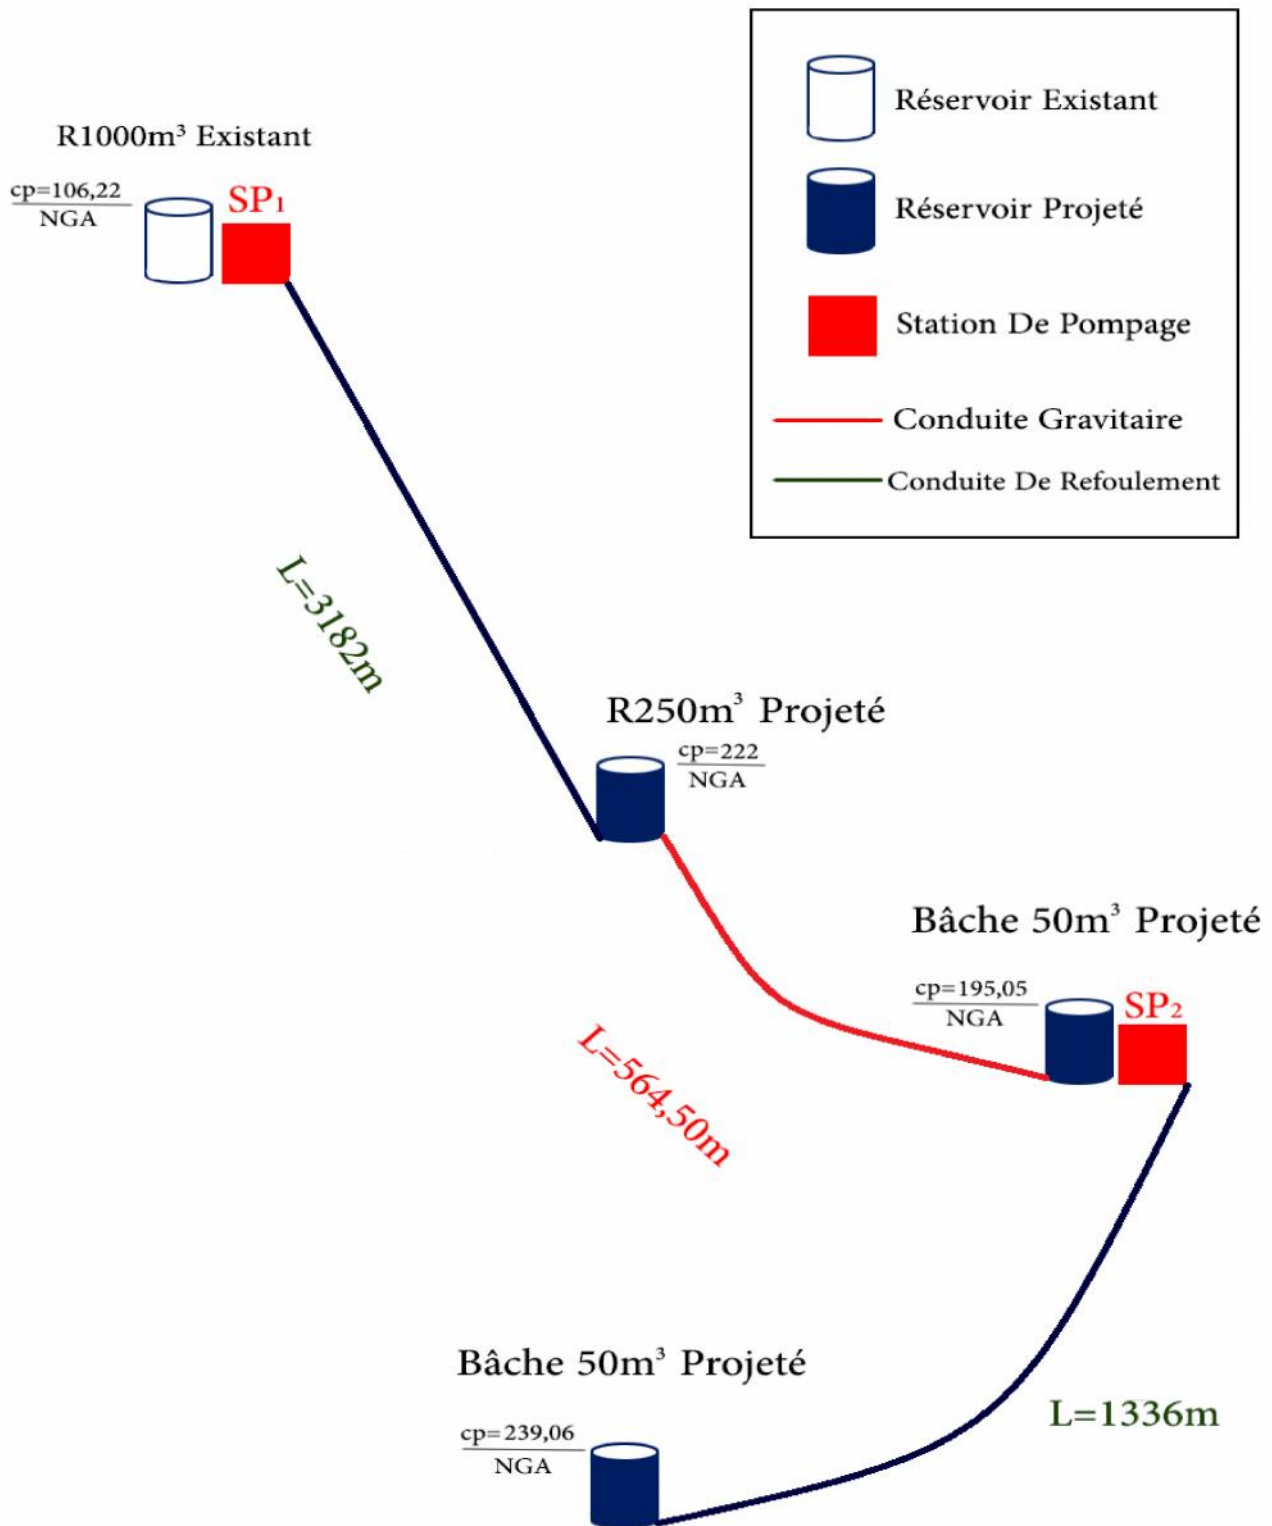 Réservoir Existant
Réservoir Projeté
Station De Pompage
Conduite Gravitaire
Conduite De Refoulement
R1000m³ Existant
cp=106,22
NGA
SP₁
L=3182m
R250m³ Projeté
cp=222
NGA
L=564,50m
Bâche 50m³ Projeté
cp=195,05
NGA
SP₂
L=1336m
Bâche 50m³ Projeté
cp=239,06
NGA